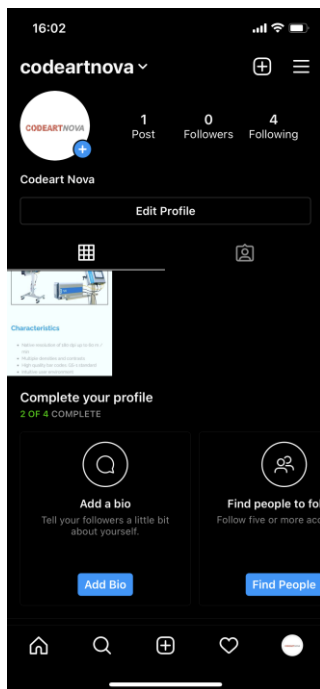 16:02
codeartnova
CODEARTNOVA
1
Post
0
Followers
4
Following
Codeart Nova
Edit Profile
Characteristics
Complete your profile
2 OF 4 COMPLETE
Add a bio
Tell your followers a little bit
about yourself.
Add Bio
Find people to fol
Follow five or more acc
Find People